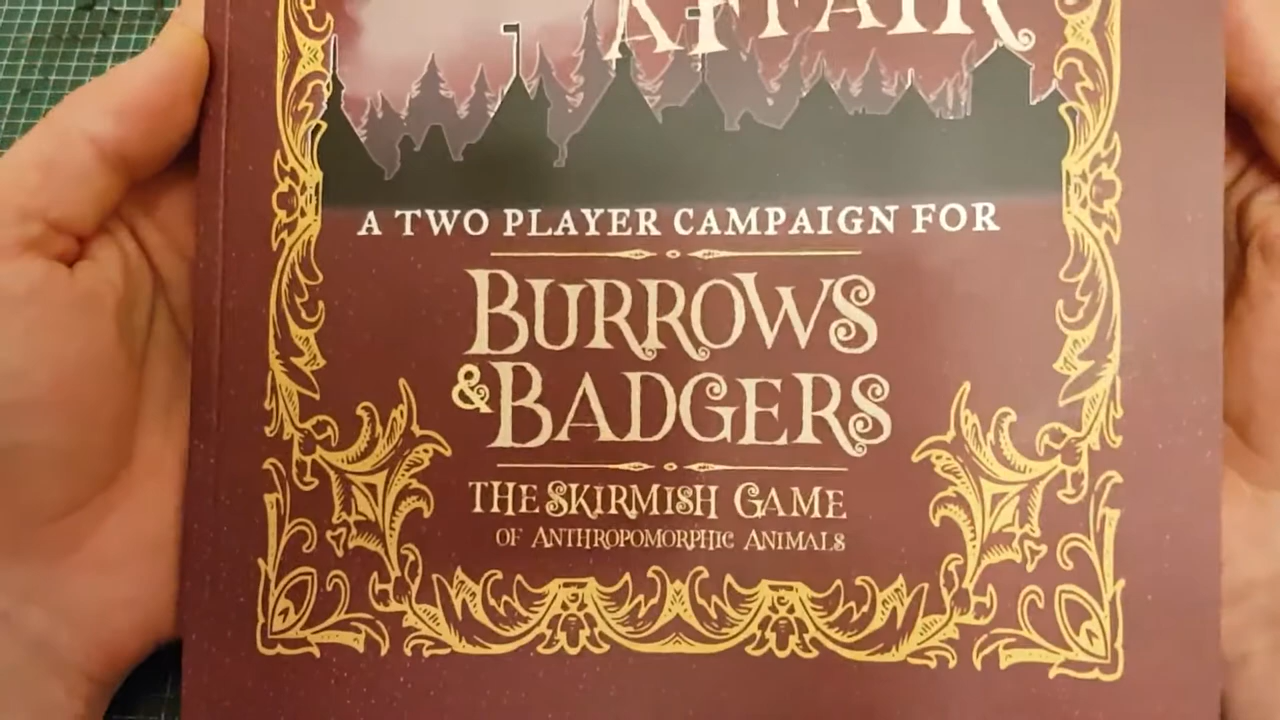 AFFAIR
A TWO PLAYER CAMPAIGN FOR
BURROWS
& BADGERS
THE SKIRMISH GAME
OF ANTHROPOMORPHIC ANIMALS